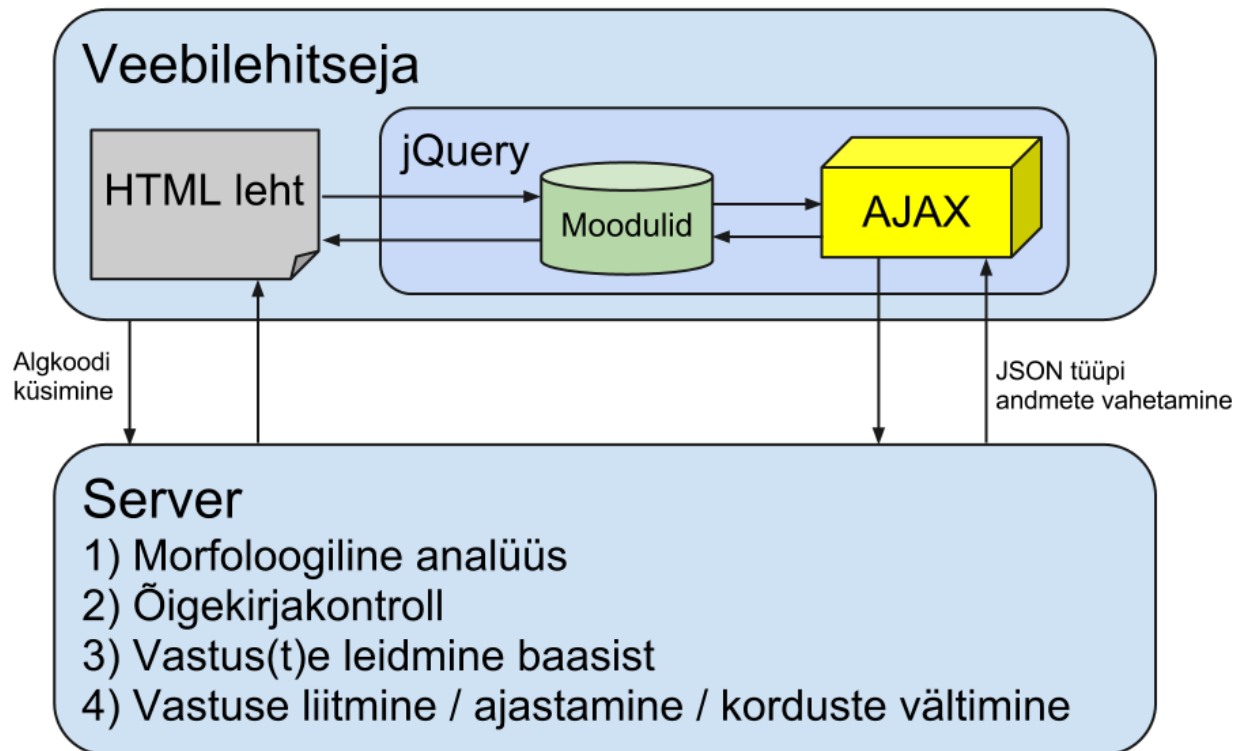 Veebilehitseja
HTML leht
jQuery
Moodulid
AJAX
Algkoodi
küsimine
JSON tüüpi
andmete vahetamine
Server
1) Morfoloogiline analüüs
2) Õigekirjakontroll
3) Vastus(t)e leidmine baasist
4) Vastuse liitmine / ajastamine / korduste vältimine